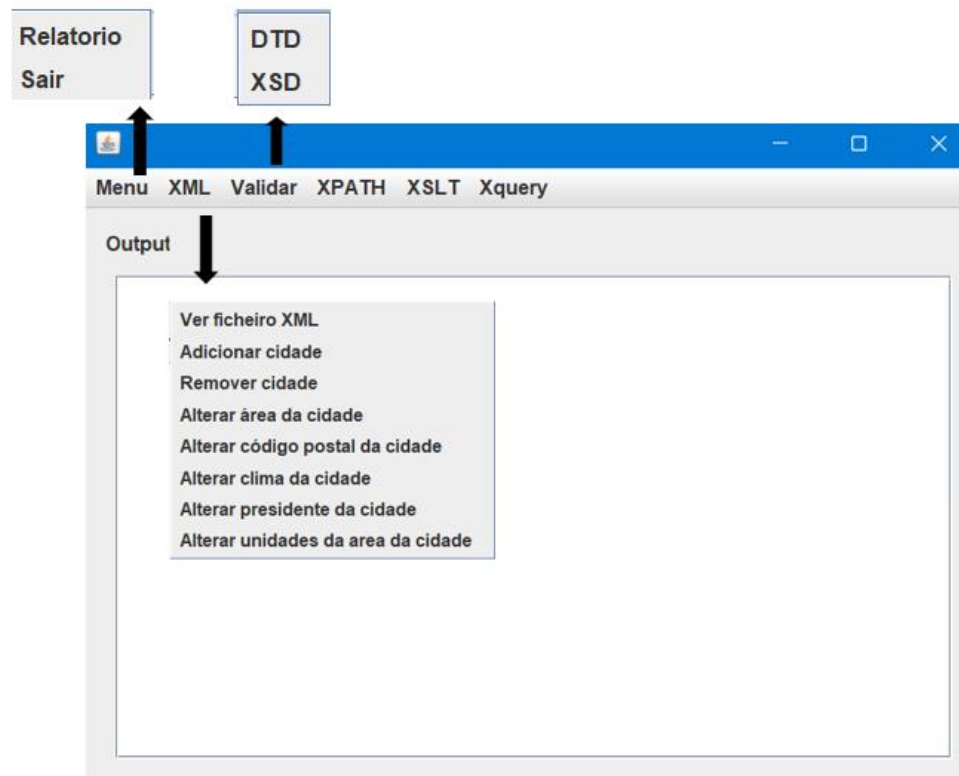 Relatorio
Sair
DTD
XSD
Menu XML Validar XPATH XSLT Xquery
Output
Ver ficheiro XML
Adicionar cidade
Remover cidade
Alterar área da cidade
Alterar código postal da cidade
Alterar clima da cidade
Alterar presidente da cidade
Alterar unidades da area da cidade